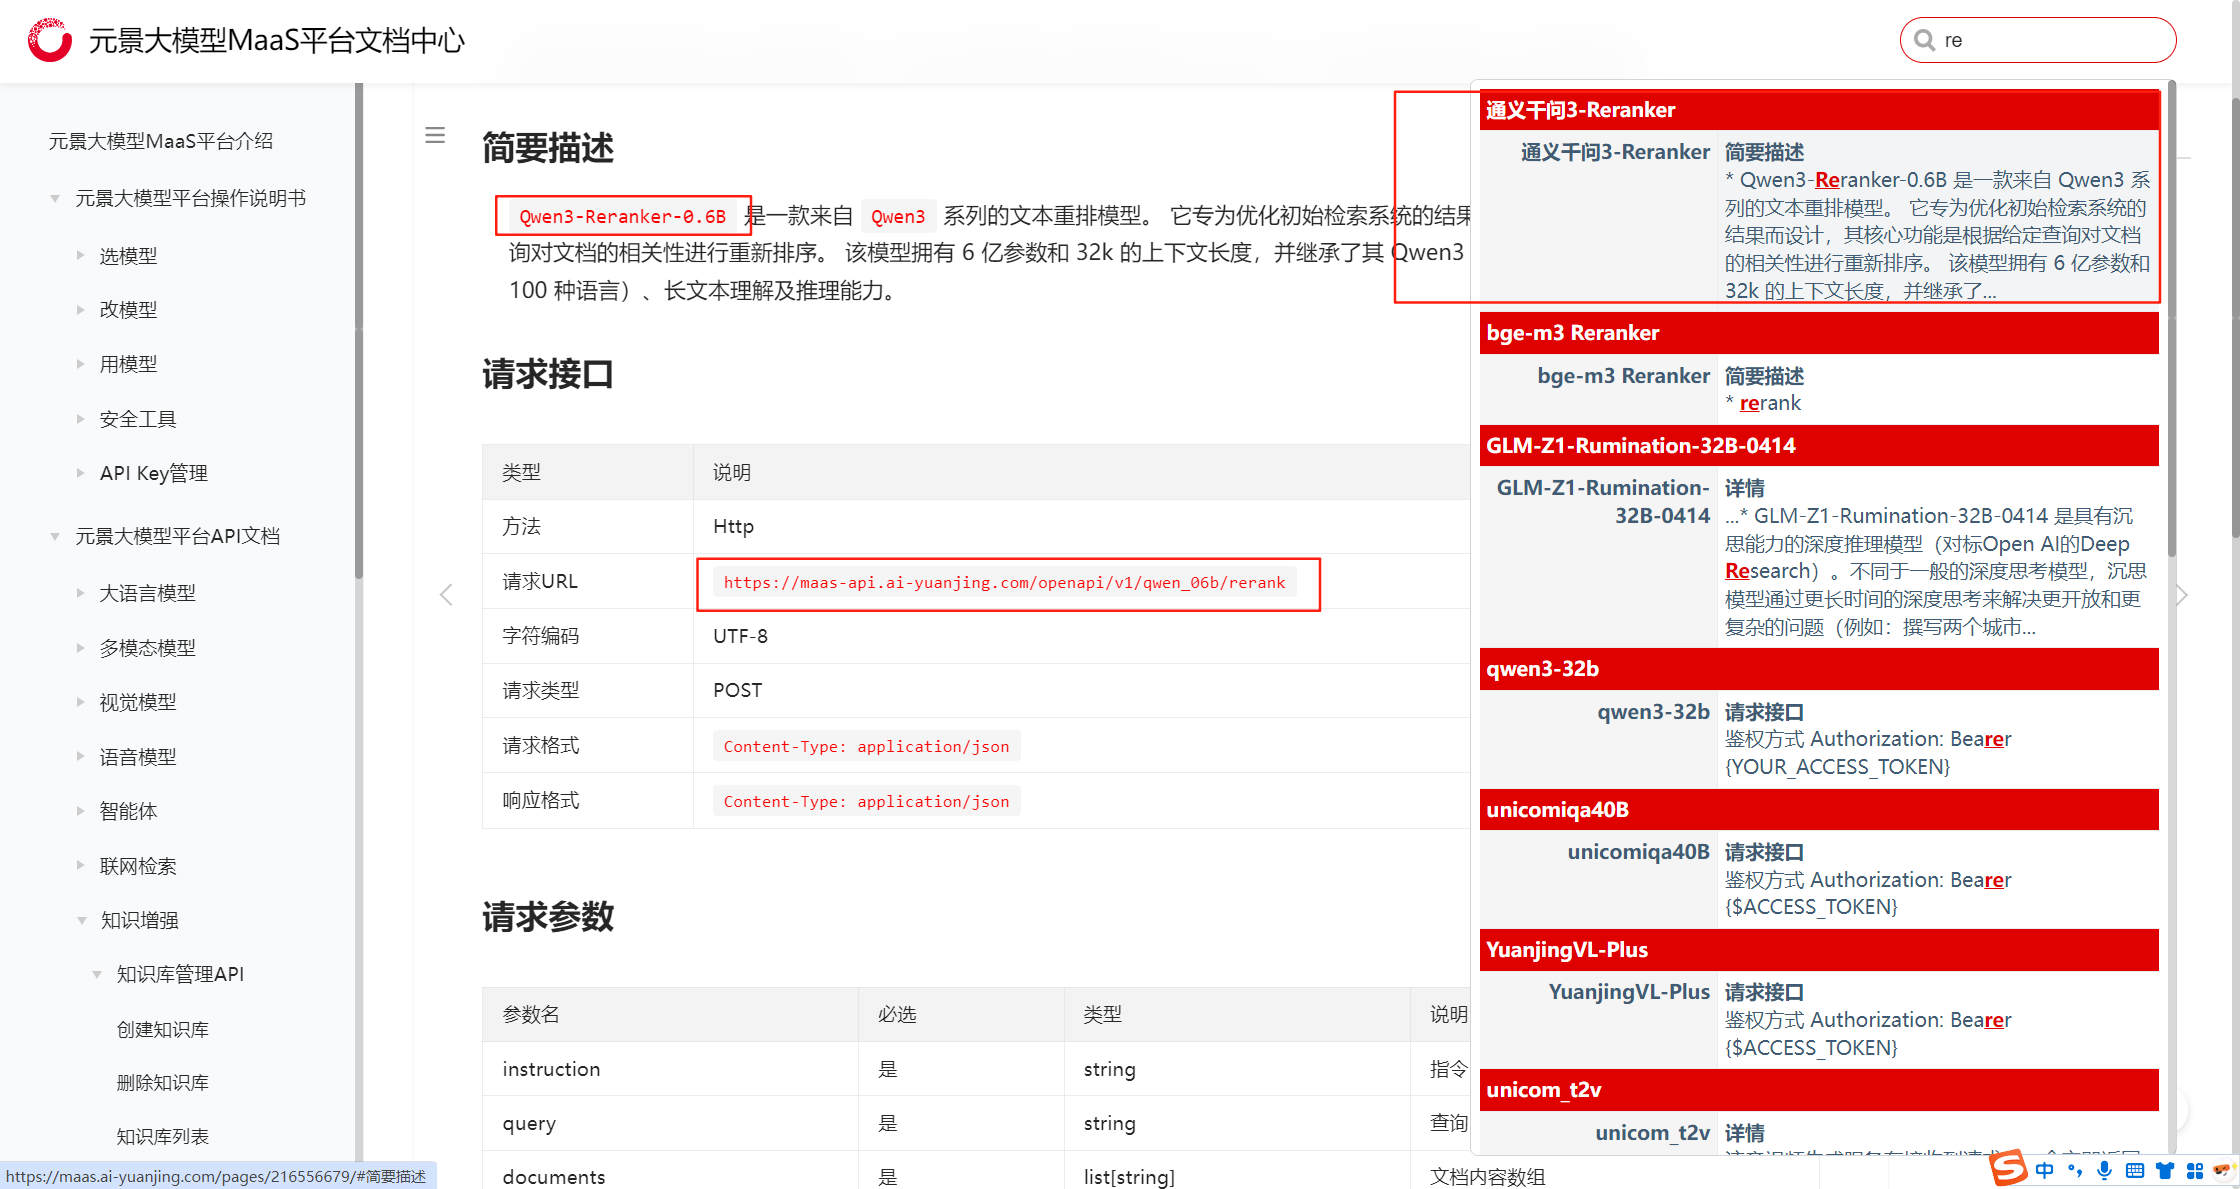 元景大模型MaaS平台文档中心
re
元景大模型MaaS平台介绍
元景大模型平台操作说明书
选模型
改模型
用模型
安全工具
API Key管理
元景大模型平台API文档
大语言模型
多模态模型
视觉模型
语音模型
智能体
联网检索
知识增强
知识库管理API
创建知识库
删除知识库
知识库列表
https://maas.ai-yuanjing.com/pages/216556679/#简要描述
简要描述
Qwen3-Reranker-0.6B 是一款来自 Qwen3 系列的文本重排模型。 它专为优化初始检索系统的结果
询对文档的相关性进行重新排序。 该模型拥有 6 亿参数和 32k 的上下文长度，并继承了其 Qwen3
100 种语言）、长文本理解及推理能力。
请求接口
类型 说明
方法 Http
请求URL https://maas-api.ai-yuanjing.com/openapi/v1/qwen_06b/rerank
字符编码 UTF-8
请求类型 POST
请求格式 Content-Type: application/json
响应格式 Content-Type: application/json
请求参数
参数名 必选 类型 说明
instruction 是 string 指令
query 是 string 查询
documents 是 list[string] 文档内容数组
通义千问3-Reranker
通义千问3-Reranker 简要描述
* Qwen3-Reranker-0.6B 是一款来自 Qwen3 系
列的文本重排模型。 它专为优化初始检索系统的
结果而设计，其核心功能是根据给定查询对文档
的相关性进行重新排序。 该模型拥有 6 亿参数和
32k 的上下文长度，并继承了...
bge-m3 Reranker
bge-m3 Reranker 简要描述
* rerank
GLM-Z1-Rumination-32B-0414
GLM-Z1-Rumination-
32B-0414
详情
...* GLM-Z1-Rumination-32B-0414 是具有沉
思能力的深度推理模型（对标Open AI的Deep
Research）。不同于一般的深度思考模型，沉思
模型通过更长时间的深度思考来解决更开放和更
复杂的问题（例如：撰写两个城市...
qwen3-32b
qwen3-32b 请求接口
鉴权方式 Authorization: Bearer
{YOUR_ACCESS_TOKEN}
unicomiqa40B
unicomiqa40B 请求接口
鉴权方式 Authorization: Bearer
{$ACCESS_TOKEN}
YuanjingVL-Plus
YuanjingVL-Plus 请求接口
鉴权方式 Authorization: Bearer
{$ACCESS_TOKEN}
unicom_t2v
unicom_t2v 详情
中